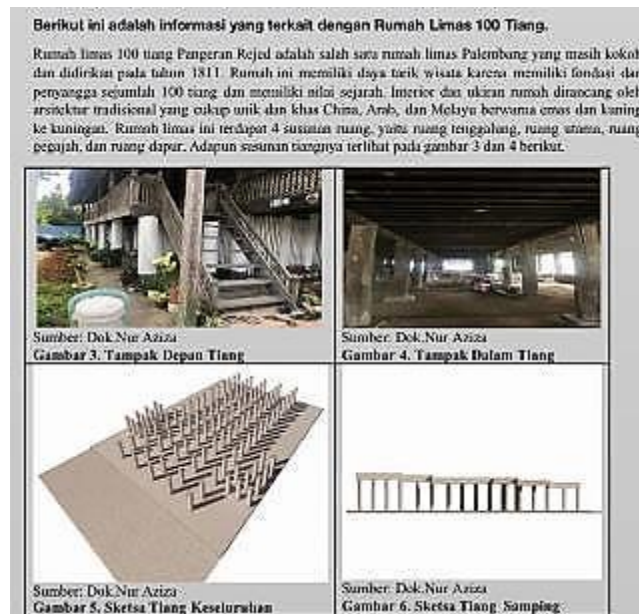 Berikut ini adalah informasi yang terkait dengan Rumah Limas 100 Tiang.
Rumah limas 100 tiang Pangeran Rejed adalah salah satu rumah limas Palembang yang masih kokoh
dan didirikan pada tahun 1811. Rumah ini memiliki daya tarik wisata karena memiliki fondasi dan
penyangga sejumlah 100 tiang dan memiliki nilai sejarah. Interior dan ukiran rumah dirancang oleh
arsitektur tradisional yang cukup unik dan khas China, Arab, dan Melayu berwarna emas dan kuning
ke kuningan. Rumah limas ini terdapat 4 susunan ruang, yaitu ruang tenggalung, ruang utama, ruang
gegajah, dan ruang dapur. Adapun susunan tiangnya terlihat pada gambar 3 dan 4 berikut.
Sumber: Dok.Nur Aziza
Gambar 3. Tampak Depan Tiang
Sumber: Dok.Nur Aziza
Gambar 4. Tampak Dalam Tiang
Sumber: Dok.Nur Aziza
Gambar 5. Sketsa Tiang Keseluruhan
Sumber: Dok.Nur Aziza
Gambar 6. Sketsa Tiang Samping